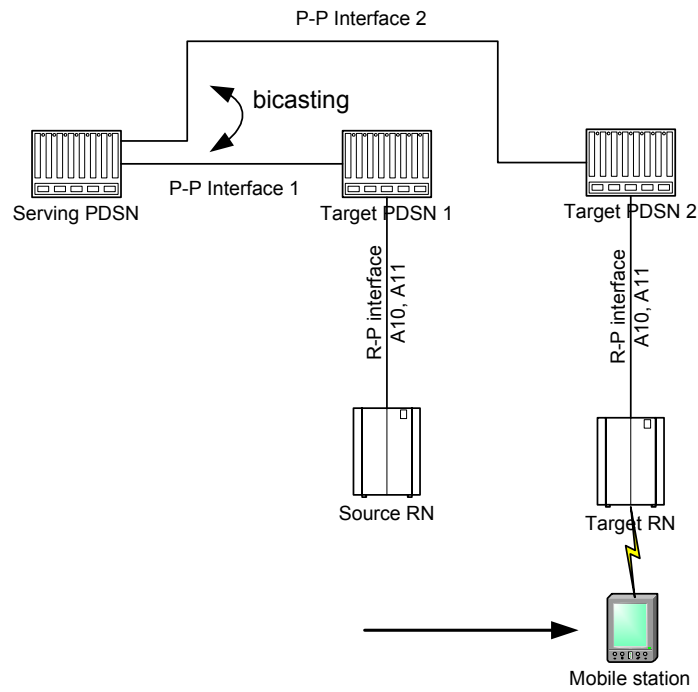 P-P Interface 2
bicasting
P-P Interface 1
Serving PDSN
Target PDSN 1
Target PDSN 2
R-P interface
A10, A11
R-P interface
A10, A11
Source RN
Target RN
Mobile station